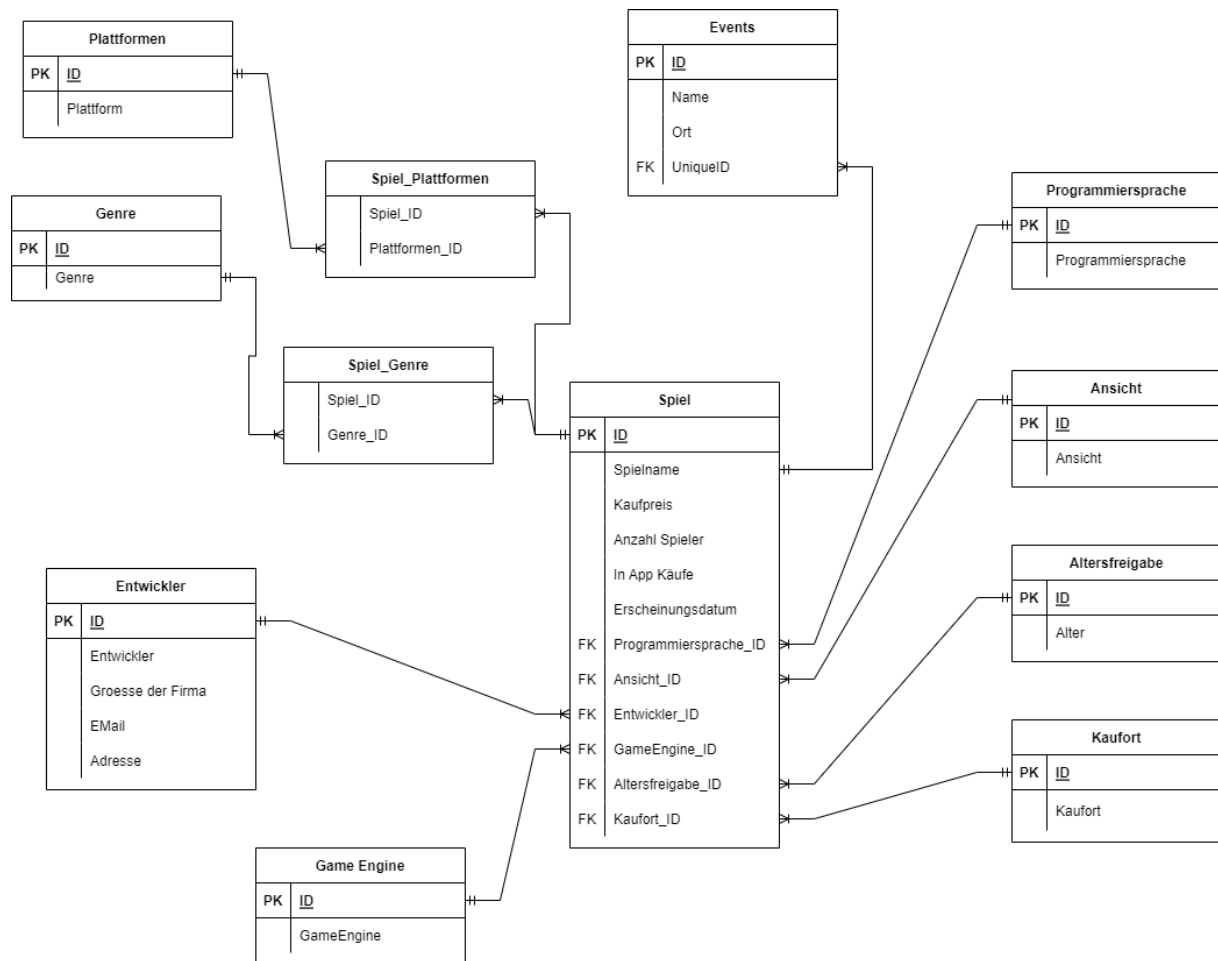 Plattformen
PK ID
Plattform
Events
PK ID
Name
Ort
FK UniqueID
Spiel_Plattformen
Spiel_ID
Plattformen_ID
Genre
PK ID
Genre
Programmiersprache
PK ID
Programmiersprache
Spiel_Genre
Spiel_ID
Genre_ID
Spiel
PK ID
Spielname
Kaufpreis
Anzahl Spieler
In App Käufe
Erscheinungsdatum
FK Programmiersprache_ID
FK Ansicht_ID
FK Entwickler_ID
FK GameEngine_ID
FK Altersfreigabe_ID
FK Kaufort_ID
Ansicht
PK ID
Ansicht
Entwickler
PK ID
Entwickler
Groesse der Firma
EMail
Adresse
Altersfreigabe
PK ID
Alter
Kaufort
PK ID
Kaufort
Game Engine
PK ID
GameEngine